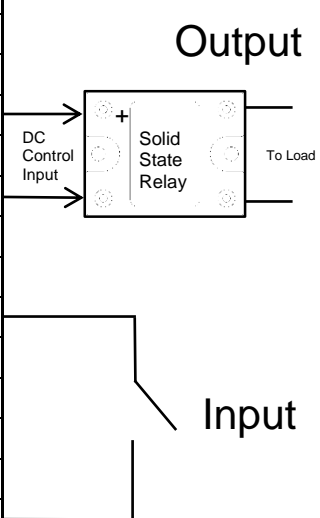 Output
+
DC
Control
Input
Solid
State
Relay
To Load
Input